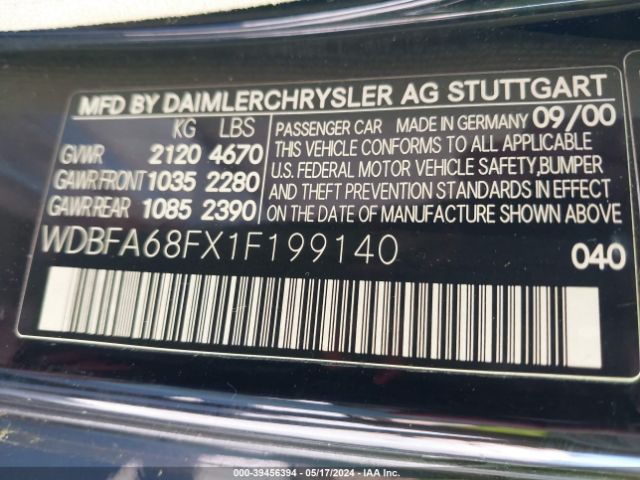 MFD BY DAIMLERCHRYSLER AG STUTTGART
KG LBS
GVWR 2120 4670
GAWR FRONT 1035 2280
GAWR REAR 1085 2390
PASSENGER CAR MADE IN GERMANY 09/00
THIS VEHICLE CONFORMS TO ALL APPLICABLE
U.S. FEDERAL MOTOR VEHICLE SAFETY, BUMPER
AND THEFT PREVENTION STANDARDS IN EFFECT
ON THE DATE OF MANUFACTURE SHOWN ABOVE
WDBFA68FX1F199140 040
000-39456394 - 05/17/2024 - IAA Inc.